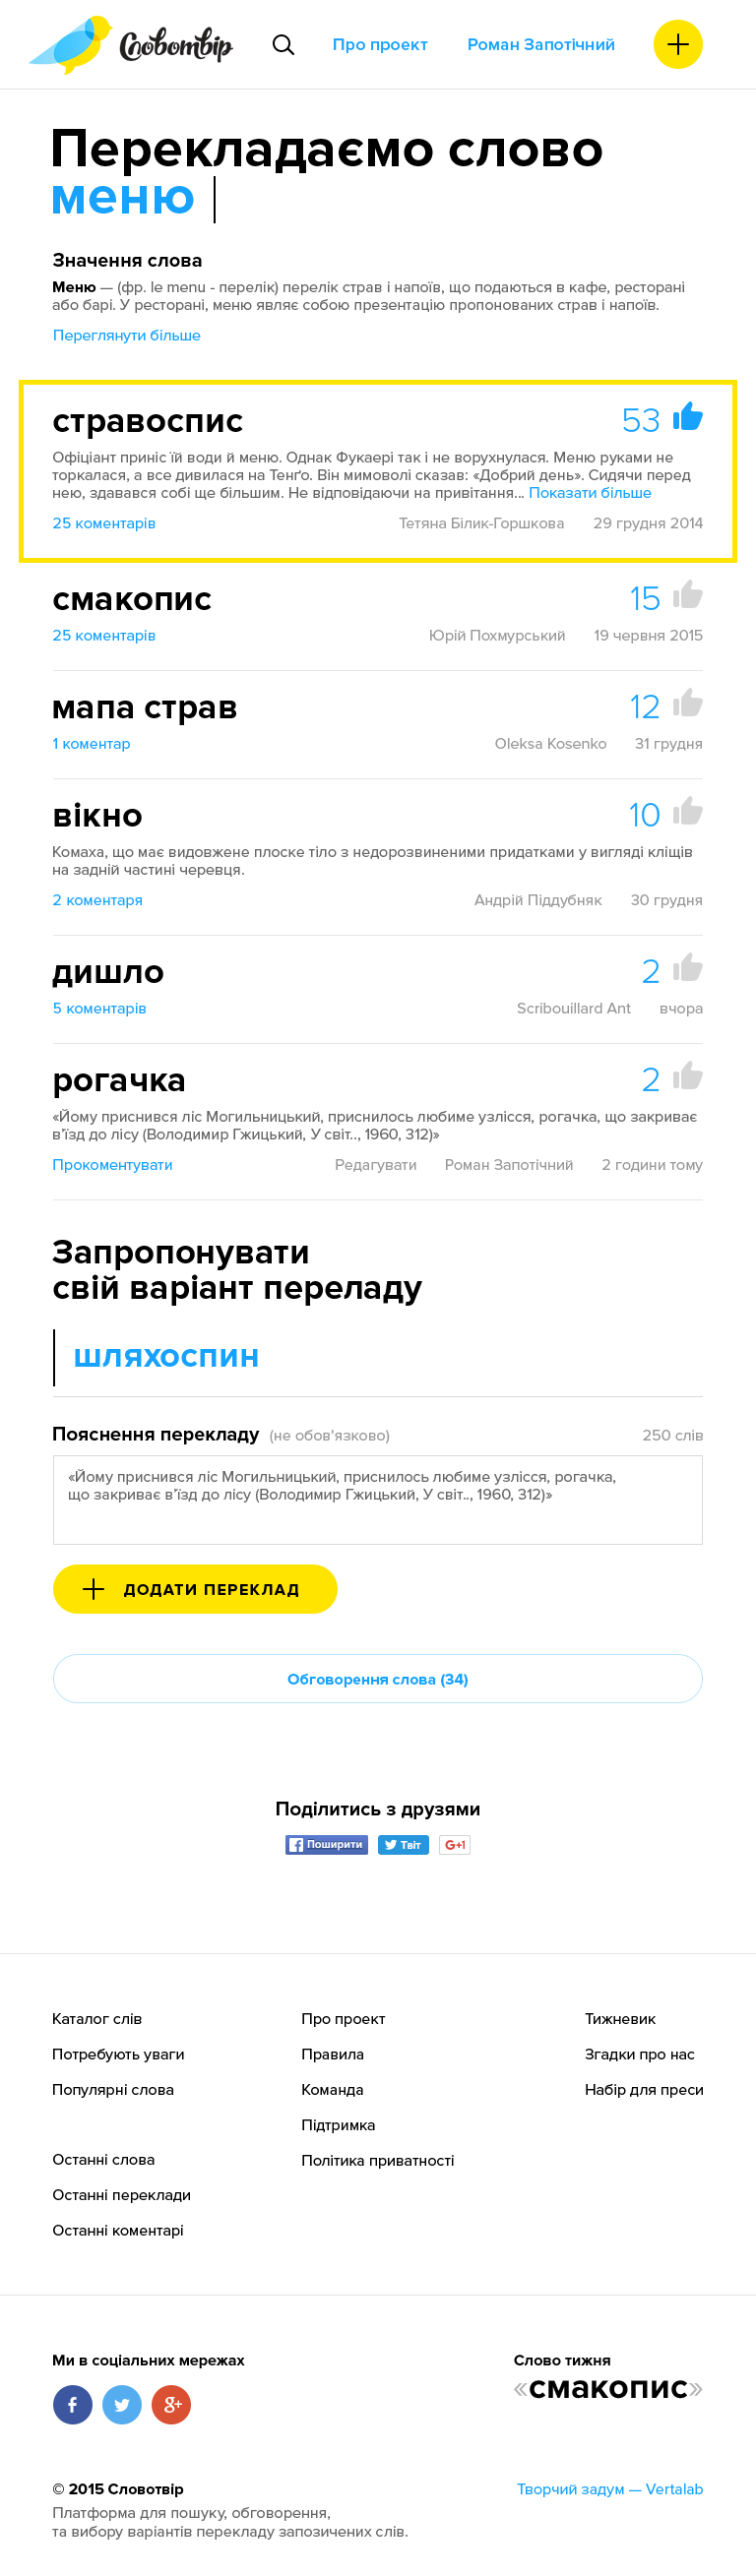 Словотвір
Про проект
Роман Запотічний
Перекладаємо слово
меню
Значення слова
Меню — (фр. le menu - перелік) перелік страв і напоїв, що подаються в кафе, ресторані
або барі. У ресторані, меню являє собою презентацію пропонованих страв і напоїв.
Переглянути більше
стравоспис 53
Офіціант приніс їй води й меню. Однак Фукаері так і не ворухнулася. Меню руками не
торкалася, а все дивилася на Тенґо. Він мимоволі сказав: «Добрий день». Сидячи перед
нею, здавався собі ще більшим. Не відповідаючи на привітання... Показати більше
25 коментарів Тетяна Білик-Горшкова 29 грудня 2014
смакопис 15
25 коментарів Юрій Похмурський 19 червня 2015
мапа страв 12
1 коментар Oleksa Kosenko 31 грудня
вікно 10
Комаха, що має видовжене плоске тіло з недорозвиненими придатками у вигляді кліщів
на задній частині черевця.
2 коментаря Андрій Піддубняк 30 грудня
дишло 2
5 коментарів Scribouillard Ant вчора
рогачка 2
«Йому приснився ліс Могильницький, приснилось любиме узлісся, рогачка, що закриває
в’їзд до лісу (Володимир Гжицький, У світ.., 1960, 312)»
Прокоментувати Редагувати Роман Запотічний 2 години тому
Запропонувати
свій варіант переладу
шляхоспин
Пояснення перекладу (не обов'язково) 250 слів
«Йому приснився ліс Могильницький, приснилось любиме узлісся, рогачка,
що закриває в’їзд до лісу (Володимир Гжицький, У світ.., 1960, 312)»
ДОДАТИ ПЕРЕКЛАД
Обговорення слова (34)
Поділитись з друзями
Поширити Твіт G+1
Каталог слів
Потребують уваги
Популярні слова
Останні слова
Останні переклади
Останні коментарі
Про проект
Правила
Команда
Підтримка
Політика приватності
Тижневик
Згадки про нас
Набір для преси
Ми в соціальних мережах
Слово тижня
«смакопис»
© 2015 Словотвір
Творчий задум — Vertalab
Платформа для пошуку, обговорення,
та вибору варіантів перекладу запозичених слів.